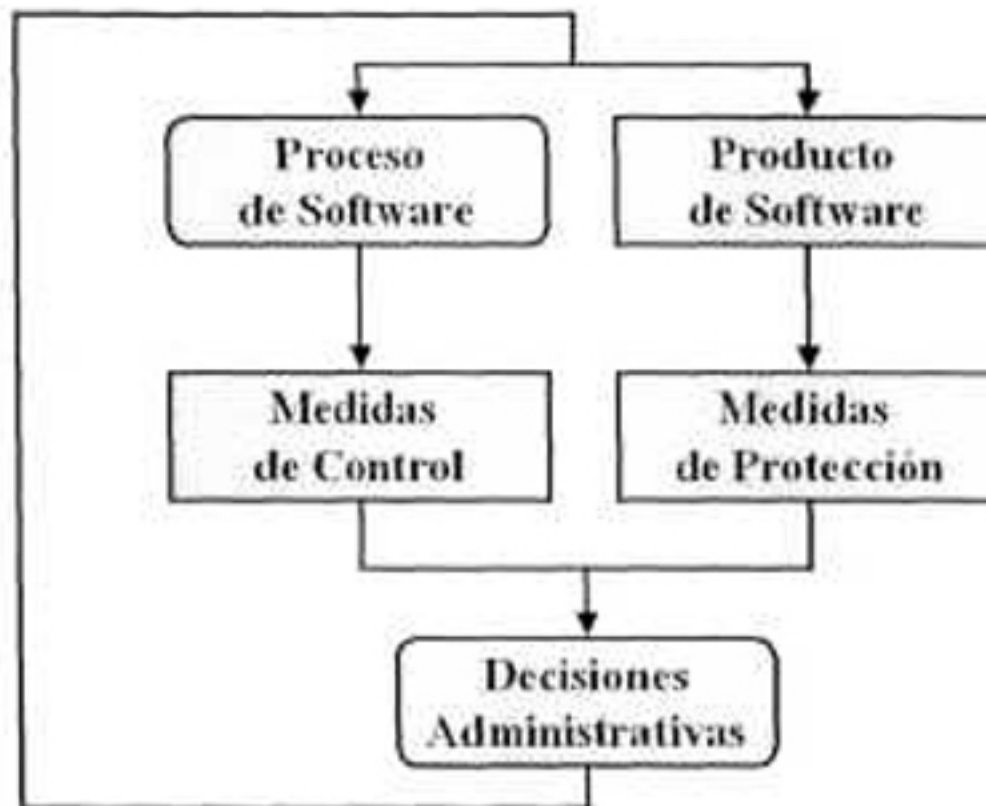 Proceso
de Software
Producto
de Software
Medidas
de Control
Medidas
de Protección
Decisiones
Administrativas